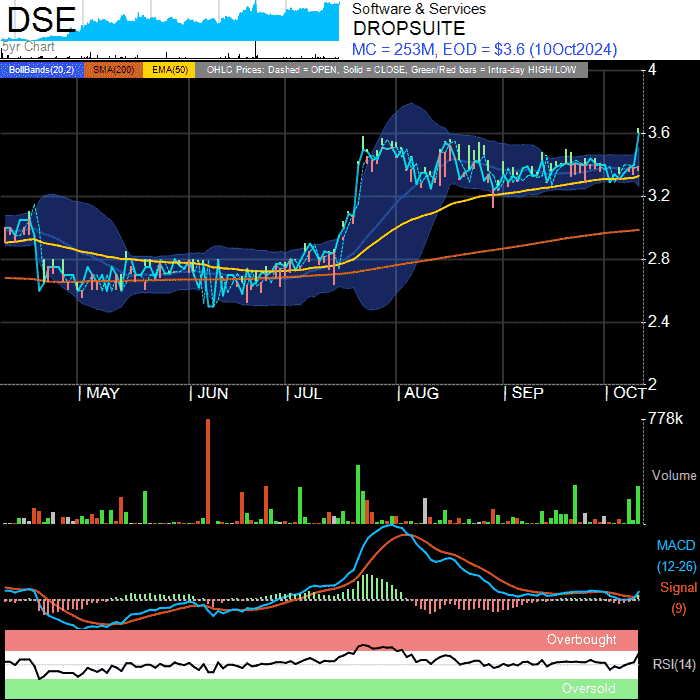 DSE
5yr Chart
Software & Services
DROPSUITE
MC = 253M, EOD = $3.6 (10Oct2024)
BollBands(20,2) SMA(200) EMA(50) OHLC Prices: Dashed = OPEN, Solid = CLOSE, Green/Red bars = Intra-day HIGH/LOW
4
3.6
3.2
2.8
2.4
2
| MAY | JUN | JUL | AUG | SEP | OCT
778k
Volume
MACD
(12-26)
Signal
(9)
Overbought
RSI(14)
Oversold